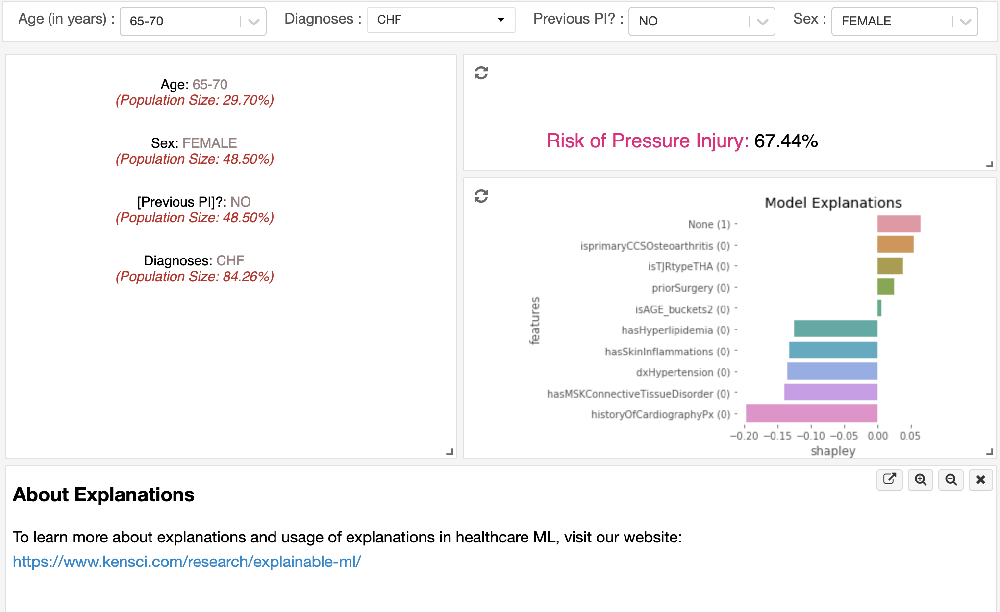 Age (in years) : 65-70 Diagnoses : CHF Previous PI? : NO Sex : FEMALE
Age: 65-70
(Population Size: 29.70%)
Sex: FEMALE
(Population Size: 48.50%)
[Previous PI]?: NO
(Population Size: 48.50%)
Diagnoses: CHF
(Population Size: 84.26%)
Risk of Pressure Injury: 67.44%
Model Explanations
features
None (1)
isprimaryCCSOsteoarthritis (0)
isTJRtypeTHA (0)
priorSurgery (0)
isAGE_buckets2 (0)
hasHyperlipidemia (0)
hasSkinInflammations (0)
dxHypertension (0)
hasMSKConnectiveTissueDisorder (0)
historyOfCardiographyPx (0)
−0.20 −0.15 −0.10 −0.05 0.00 0.05
shapley
About Explanations
To learn more about explanations and usage of explanations in healthcare ML, visit our website:
https://www.kensci.com/research/explainable-ml/